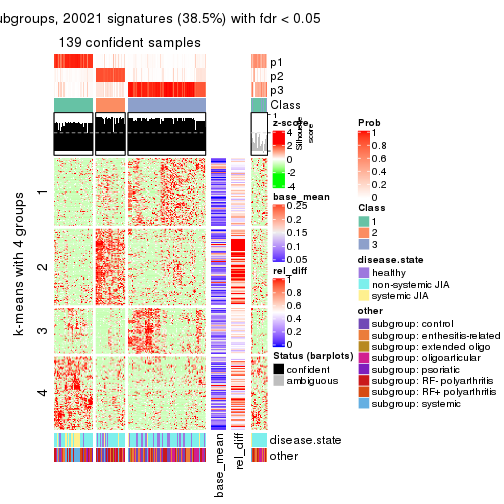 subgroups, 20021 signatures (38.5%) with fdr < 0.05
139 confident samples
p1
p2
p3
Class
1
Silhouette
score
k-means with 4 groups
1
2
3
4
base_mean
rel_diff
disease.state
other
z-score
4
2
0
-2
-4
base_mean
0.25
0.2
0.15
0.1
0.05
rel_diff
1
0.8
0.6
0.4
0.2
0
Status (barplots)
confident
ambiguous
Prob
1
0.8
0.6
0.4
0.2
0
Class
1
2
3
disease.state
healthy
non-systemic JIA
systemic JIA
other
subgroup: control
subgroup: enthesitis-related
subgroup: extended oligo
subgroup: oligoarticular
subgroup: psoriatic
subgroup: RF- polyarthritis
subgroup: RF+ polyarthritis
subgroup: systemic